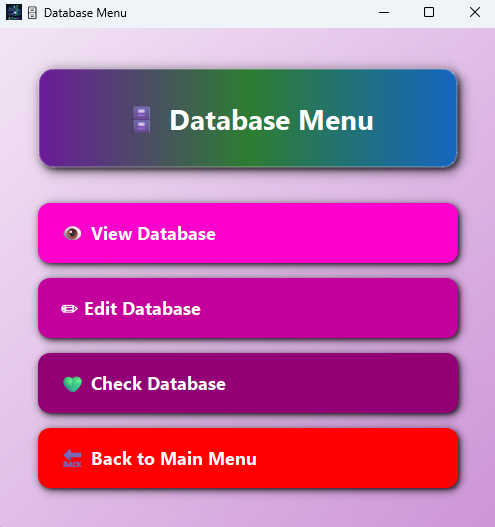 Database Menu
Database Menu
View Database
Edit Database
Check Database
BACK
Back to Main Menu